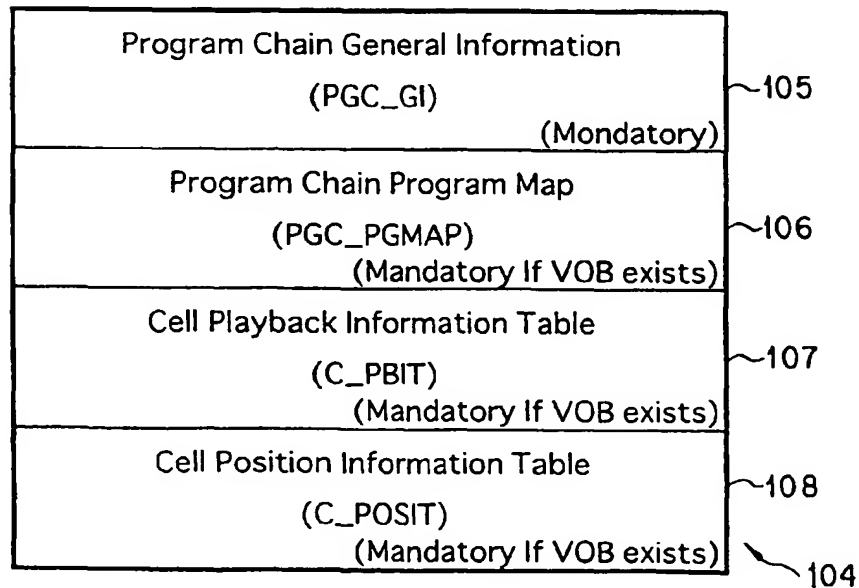 Program Chain General Information
(PGC_GI)
105
(Mondatory)
Program Chain Program Map
(PGC_PGMAP)
106
(Mandatory If VOB exists)
Cell Playback Information Table
(C_PBIT)
107
(Mandatory If VOB exists)
Cell Position Information Table
(C_POSIT)
108
(Mandatory If VOB exists)
104